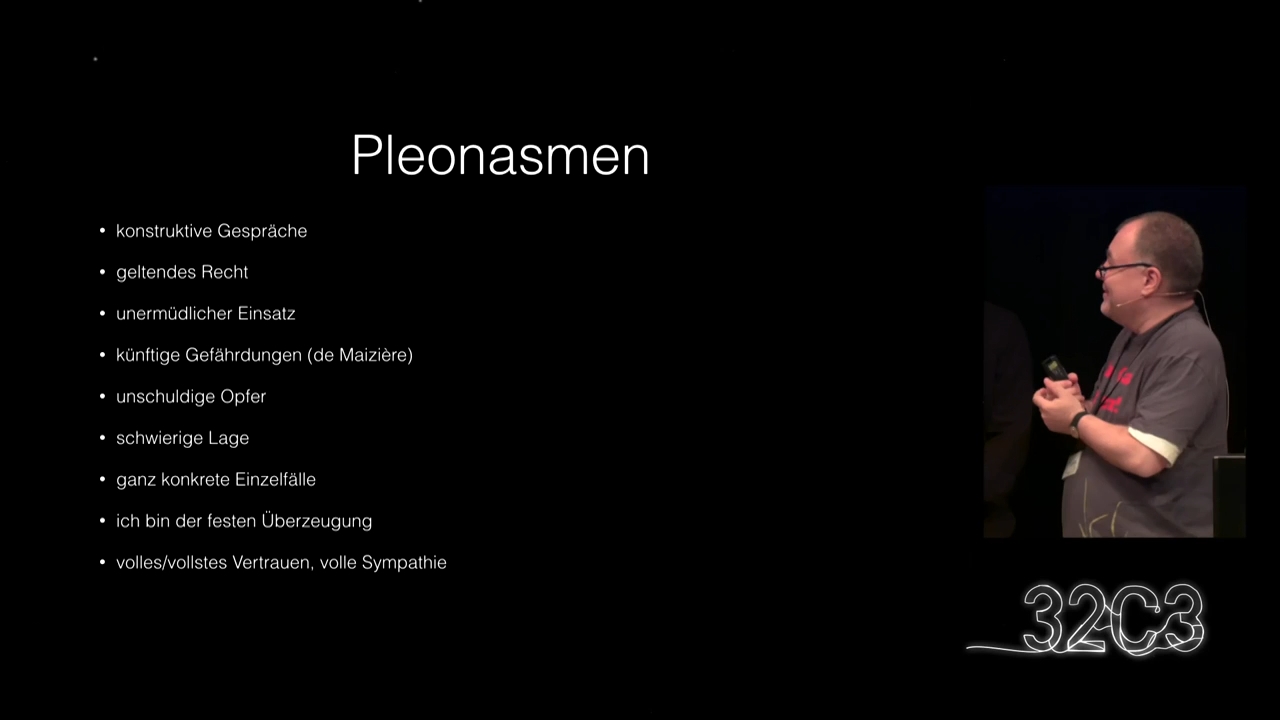 Pleonasmen
• konstruktive Gespräche
• geltendes Recht
• unermüdlicher Einsatz
• künftige Gefährdungen (de Maizière)
• unschuldige Opfer
• schwierige Lage
• ganz konkrete Einzelfälle
• ich bin der festen Überzeugung
• volles/vollstes Vertrauen, volle Sympathie
32C3